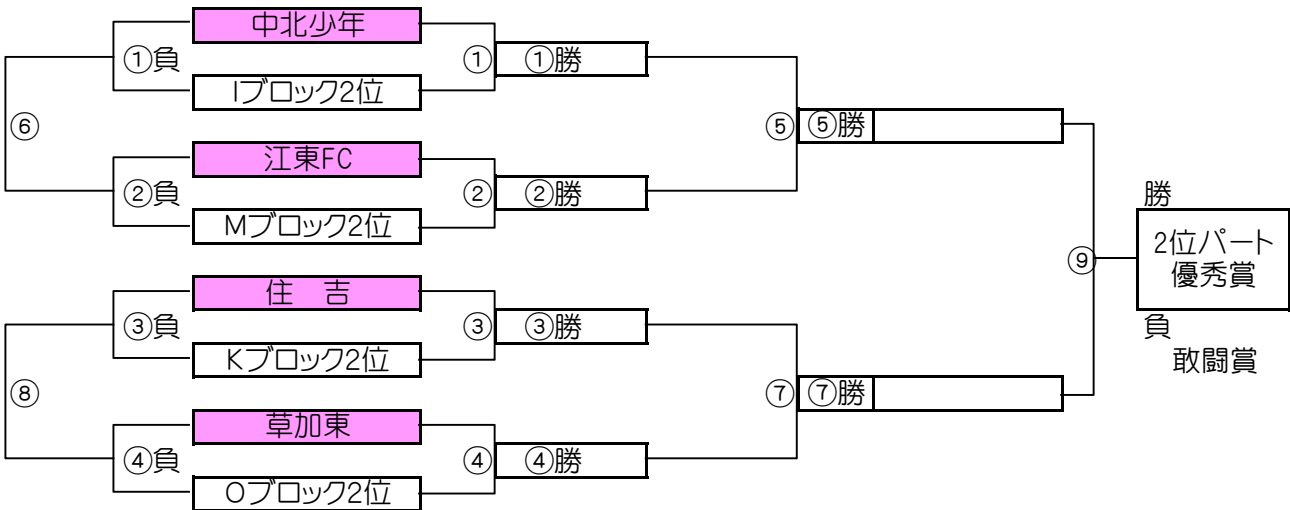 中北少年
①負 ① ①勝
Iブロック2位
⑥ ⑤ ⑤勝
江東FC
②負 ② ②勝
勝
Mブロック2位
2位パート
⑨
優秀賞
住 吉
③負 ③ ③勝
負
Kブロック2位
敢闘賞
⑧ ⑦ ⑦勝
草加東
④負 ④ ④勝
Oブロック2位